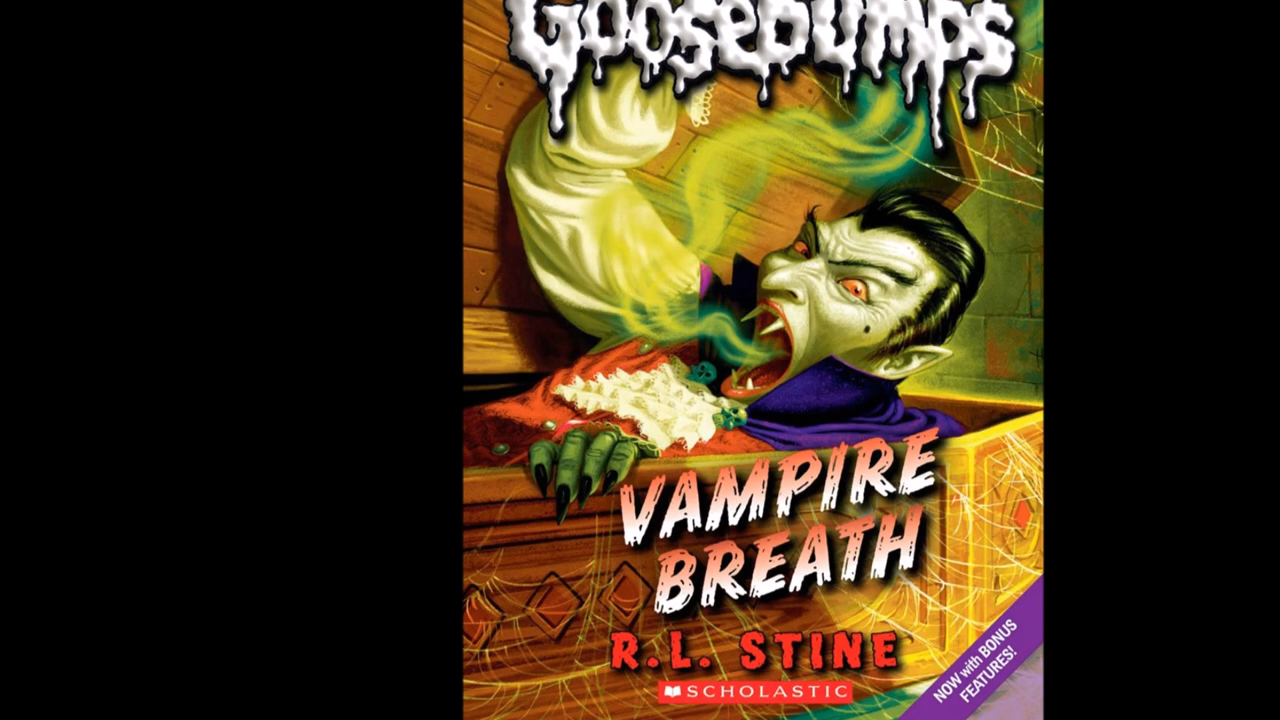 Goosebumps
VAMPIRE
BREATH
R.L. STINE
SCHOLASTIC
NOW with BONUS
FEATURES!